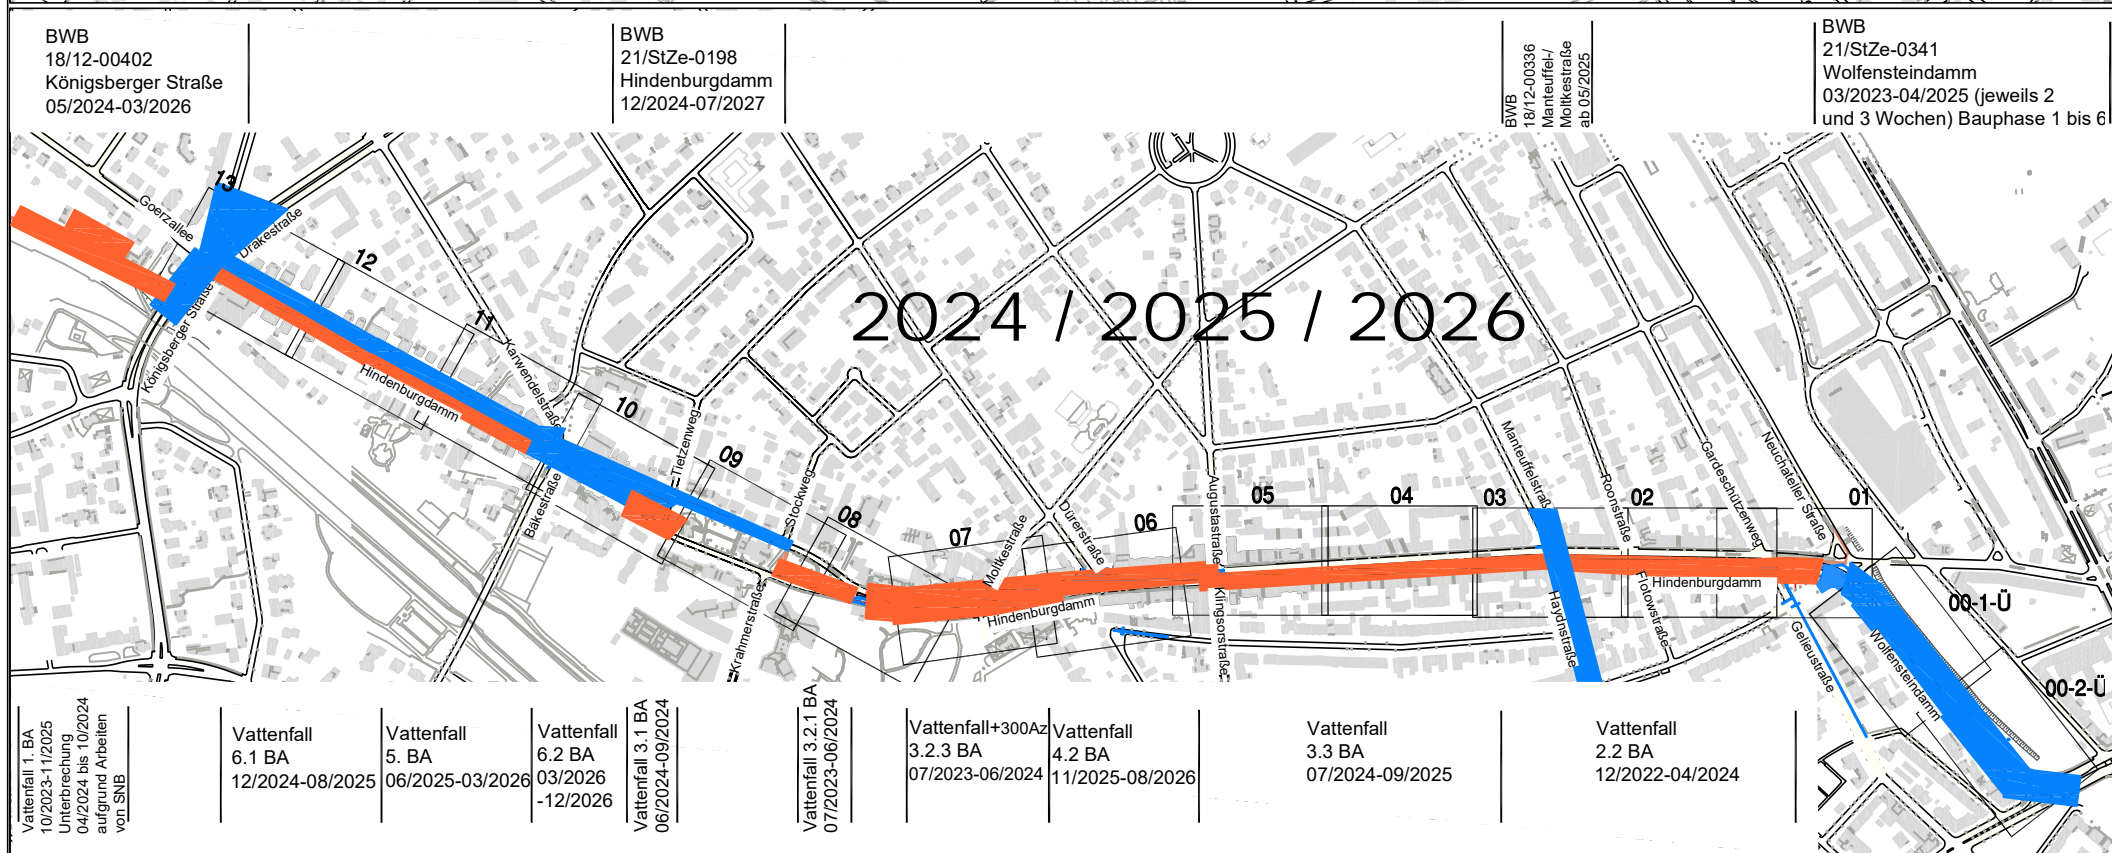 BWB
18/12-00402
Königsberger Straße
05/2024-03/2026
BWB
21/StZe-0198
Hindenburgdamm
12/2024-07/2027
BWB
18/12-00336
Manteuffel-/
Moltkestraße
ab 05/2025
BWB
21/StZe-0341
Wolfensteindamm
03/2023-04/2025 (jeweils 2
und 3 Wochen) Bauphase 1 bis 6
2024 / 2025 / 2026
13
Goerzallee
Drakestraße
Königsberger Straße
12
Hindenburgdamm
11
Karwendelstraße
Bäkestraße
10
Tietzenweg
09
Stockweg
08
Krahmerstraße
07
Moltkestraße
Hindenburgdamm
Dürerstraße
06
Augustastraße
Klingsorstraße
05
04
03
Manteuffelstraße
Haydnstraße
Roonstraße
02
Flotowstraße
Hindenburgdamm
Gardeschützenweg
Neuchateller Straße
01
Gelieustraße
Wolfensteindamm
00-1-Ü
00-2-Ü
Vattenfall 1. BA
10/2023-11/2025
Unterbrechung
04/2024 bis 10/2024
aufgrund Arbeiten
von SNB
Vattenfall
6.1 BA
12/2024-08/2025
Vattenfall
5. BA
06/2025-03/2026
Vattenfall
6.2 BA
03/2026
-12/2026
Vattenfall 3.1 BA
06/2024-09/2024
Vattenfall 3.2.1 BA
07/2023-06/2024
Vattenfall+300Az
3.2.3 BA
07/2023-06/2024
Vattenfall
4.2 BA
11/2025-08/2026
Vattenfall
3.3 BA
07/2024-09/2025
Vattenfall
2.2 BA
12/2022-04/2024